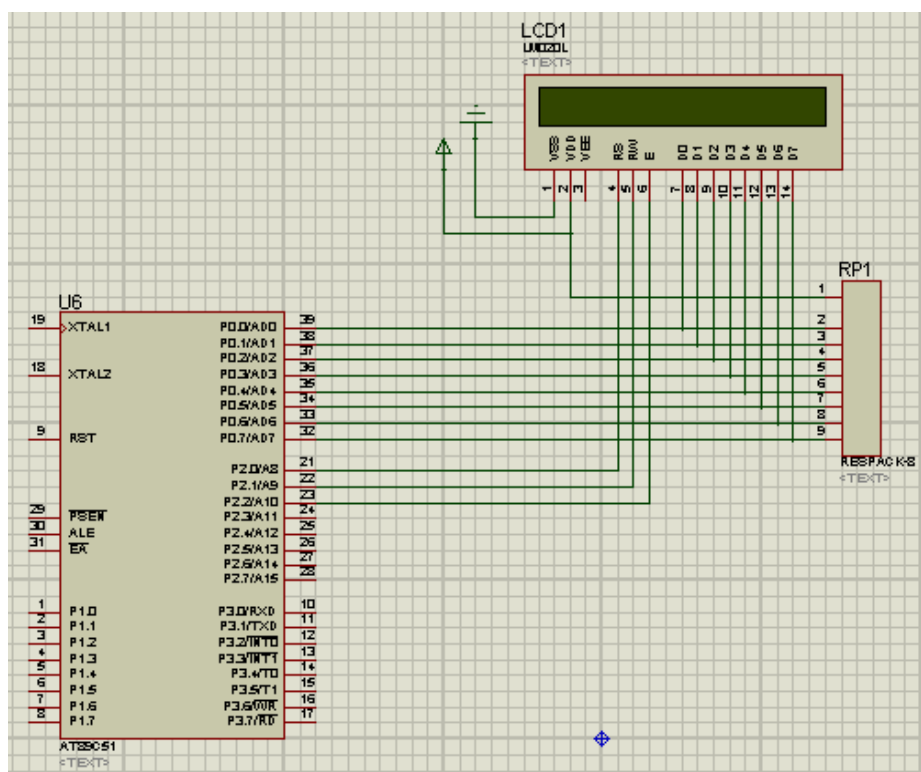 LCD1
LM020L
<TEXT>
VSS VDD VEE RS RW E D0 D1 D2 D3 D4 D5 D6 D7
1 2 3 4 5 6 7 8 9 10 11 12 13 14
RP1
1
2
3
4
5
6
7
8
9
RESPACK-8
<TEXT>
U6
19 XTAL1 P0.0/AD0 39
P0.1/AD1 38
P0.2/AD2 37
18 XTAL2 P0.3/AD3 36
P0.4/AD4 35
P0.5/AD5 34
P0.6/AD6 33
9 RST P0.7/AD7 32
P2.0/A8 21
P2.1/A9 22
P2.2/A10 23
29 PSEN P2.3/A11 24
30 ALE P2.4/A12 25
31 EA P2.5/A13 26
P2.6/A14 27
P2.7/A15 28
1 P1.0 P3.0/RXD 10
2 P1.1 P3.1/TXD 11
3 P1.2 P3.2/INT0 12
4 P1.3 P3.3/INT1 13
5 P1.4 P3.4/T0 14
6 P1.5 P3.5/T1 15
7 P1.6 P3.6/WR 16
8 P1.7 P3.7/RD 17
AT89C51
<TEXT>